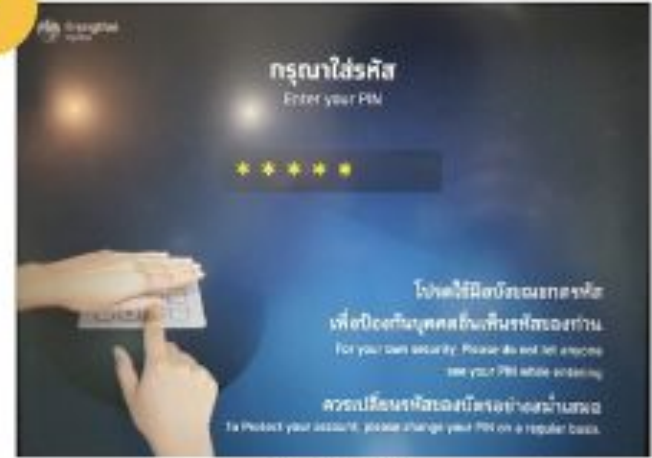 Krungthai
กรุณาใส่รหัส
Enter your PIN
* * * * *
โปรดใช้มือบังขณะกดรหัส
เพื่อป้องกันบุคคลอื่นเห็นรหัสของท่าน
For your own security. Please do not let anyone
see your PIN while entering
ควรเปลี่ยนรหัสของบัตรอย่างสม่ำเสมอ
To Protect your account, please change your PIN on a regular basis.